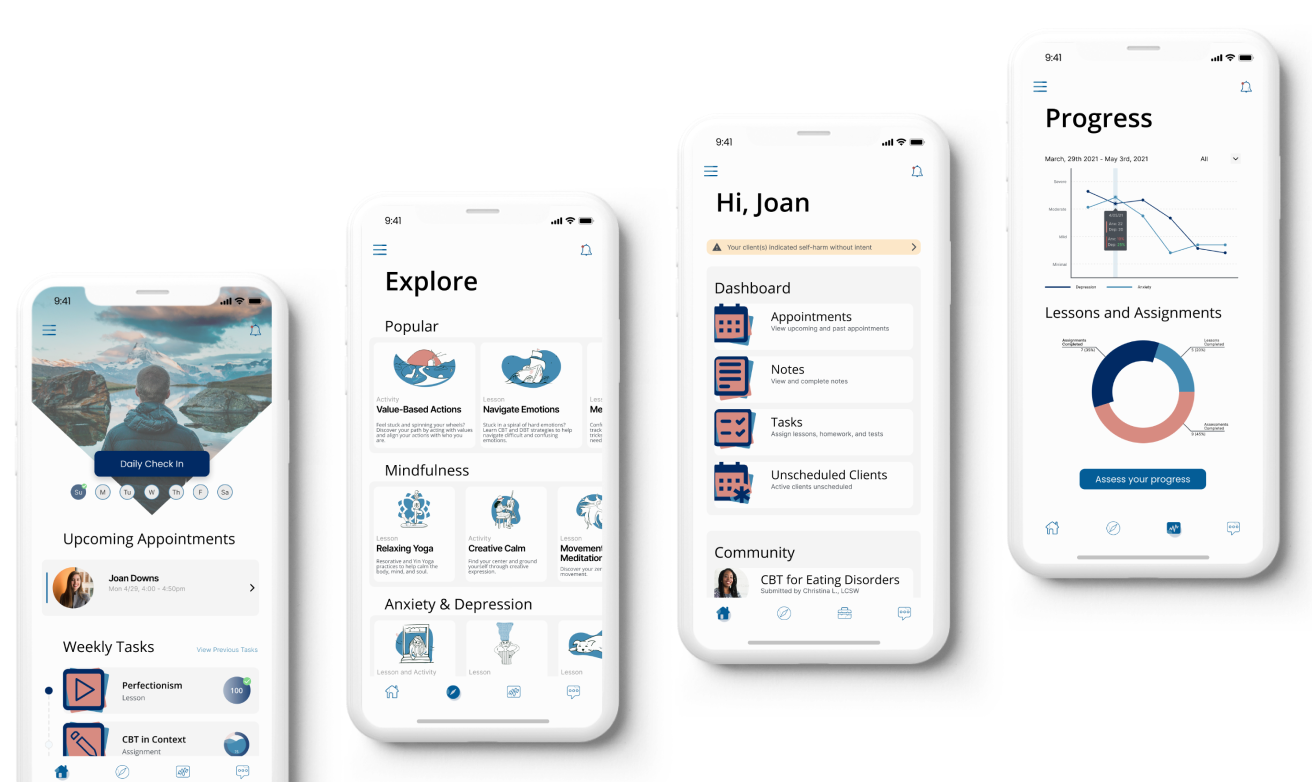 9:41
Daily Check In
Su M Tu W Th F Sa
Upcoming Appointments
Joan Downs
Mon 4/29, 4:00 - 4:50pm
Weekly Tasks
View Previous Tasks
Perfectionism
Lesson
100
CBT in Context
Assignment
9:41
Explore
Popular
Activity
Value-Based Actions
Feel stuck and spinning your wheels?
Discover your path by acting with values
and align your actions with who you
are.
Lesson
Navigate Emotions
Stuck in a spiral of hard emotions?
Learn CBT and DBT strategies to help
navigate difficult and confusing
emotions.
Mindfulness
Lesson
Relaxing Yoga
Resorative and Yin Yoga
practices to help calm the
body, mind, and soul.
Activity
Creative Calm
Find your center and ground
yourself through creative
expression.
Lesson
Movement
Discover your
movement.
Anxiety & Depression
Lesson and Activity
Lesson
Lesson
9:41
Hi, Joan
Your client(s) indicated self-harm without intent
Dashboard
Appointments
View upcoming and past appointments
Notes
View and complete notes
Tasks
Assign lessons, homework, and tests
Unscheduled Clients
Active clients unscheduled
Community
CBT for Eating Disorders
Submitted by Christina L., LCSW
9:41
Progress
March, 29th 2021 - May 3rd, 2021
All
Severe
Moderate
Mild
Minimal
Depression
Anxiety
Lessons and Assignments
Assignments
Completed
7 (35%)
Lessons
Completed
5 (20%)
Assessments
Completed
9 (45%)
Assess your progress